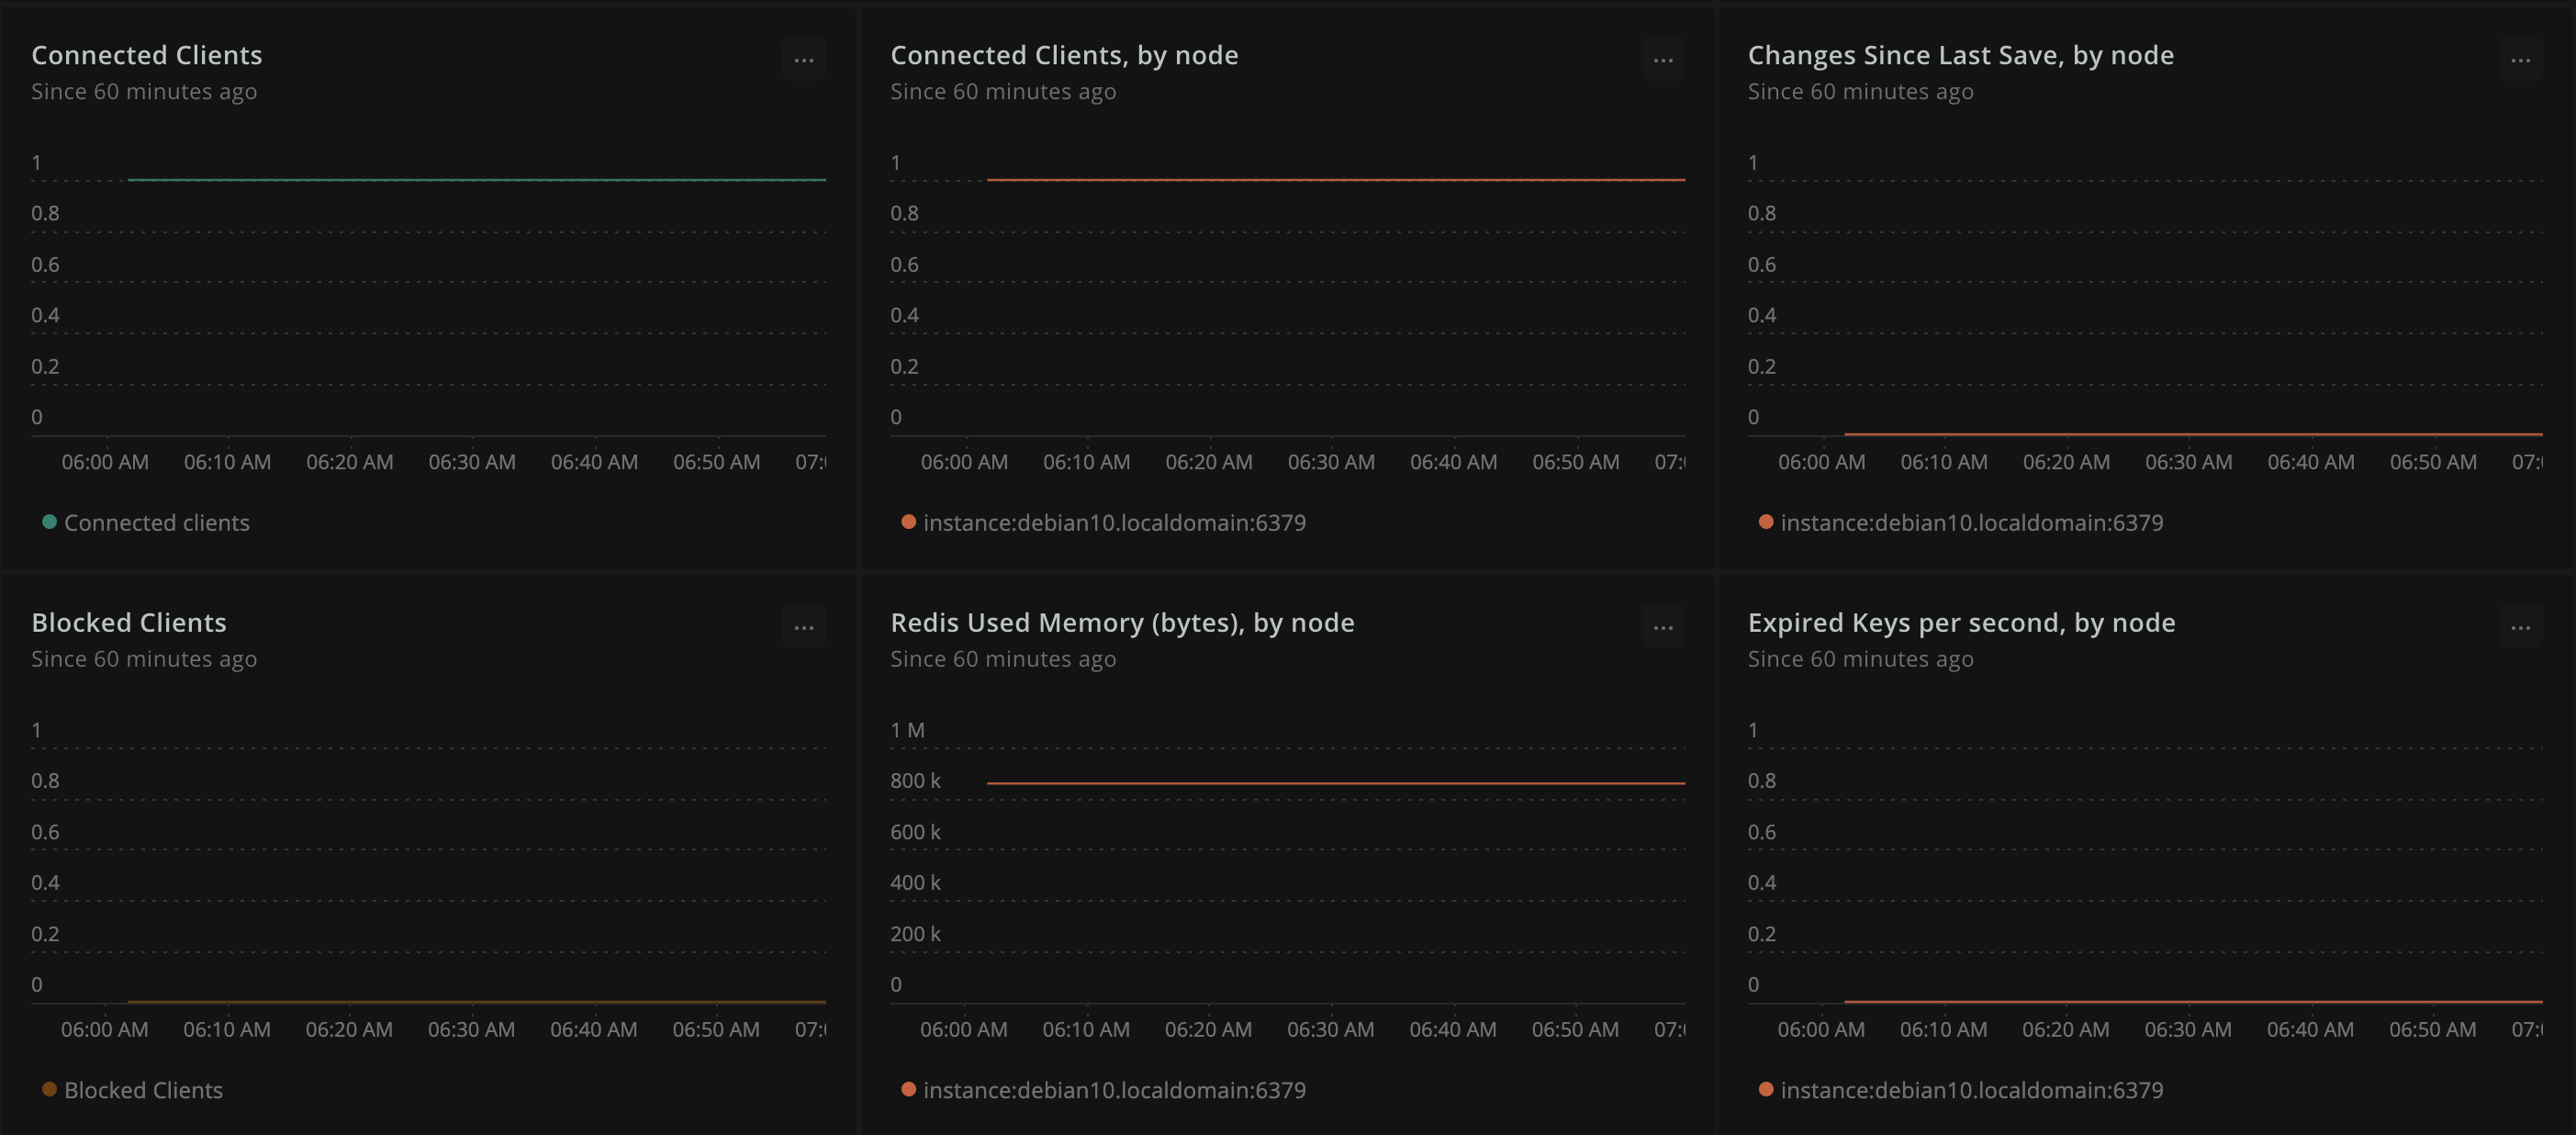 Connected Clients
...
Since 60 minutes ago
1
0.8
0.6
0.4
0.2
0
06:00 AM 06:10 AM 06:20 AM 06:30 AM 06:40 AM 06:50 AM
Connected clients
Connected Clients, by node
...
Since 60 minutes ago
1
0.8
0.6
0.4
0.2
0
06:00 AM 06:10 AM 06:20 AM 06:30 AM 06:40 AM 06:50 AM
instance:debian10.localdomain:6379
Changes Since Last Save, by node
...
Since 60 minutes ago
1
0.8
0.6
0.4
0.2
0
06:00 AM 06:10 AM 06:20 AM 06:30 AM 06:40 AM 06:50 AM
instance:debian10.localdomain:6379
Blocked Clients
...
Since 60 minutes ago
1
0.8
0.6
0.4
0.2
0
06:00 AM 06:10 AM 06:20 AM 06:30 AM 06:40 AM 06:50 AM
Blocked Clients
Redis Used Memory (bytes), by node
...
Since 60 minutes ago
1 M
800 k
600 k
400 k
200 k
0
06:00 AM 06:10 AM 06:20 AM 06:30 AM 06:40 AM 06:50 AM
instance:debian10.localdomain:6379
Expired Keys per second, by node
...
Since 60 minutes ago
1
0.8
0.6
0.4
0.2
0
06:00 AM 06:10 AM 06:20 AM 06:30 AM 06:40 AM 06:50 AM
instance:debian10.localdomain:6379